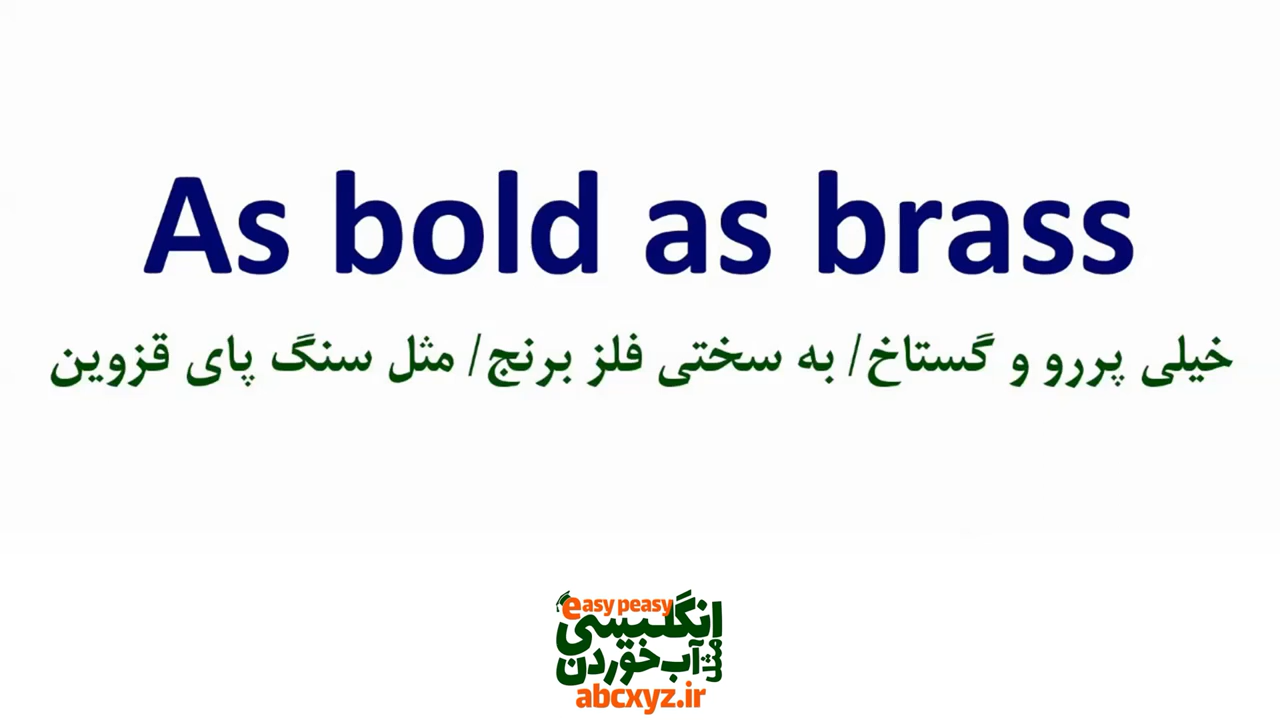 As bold as brass
خیلی پررو و گستاخ/ به سختی فلز برنج/ مثل سنگ پای قزوین
easy peasy
انگلیسی
مثل آب خوردن
abcxyz.ir